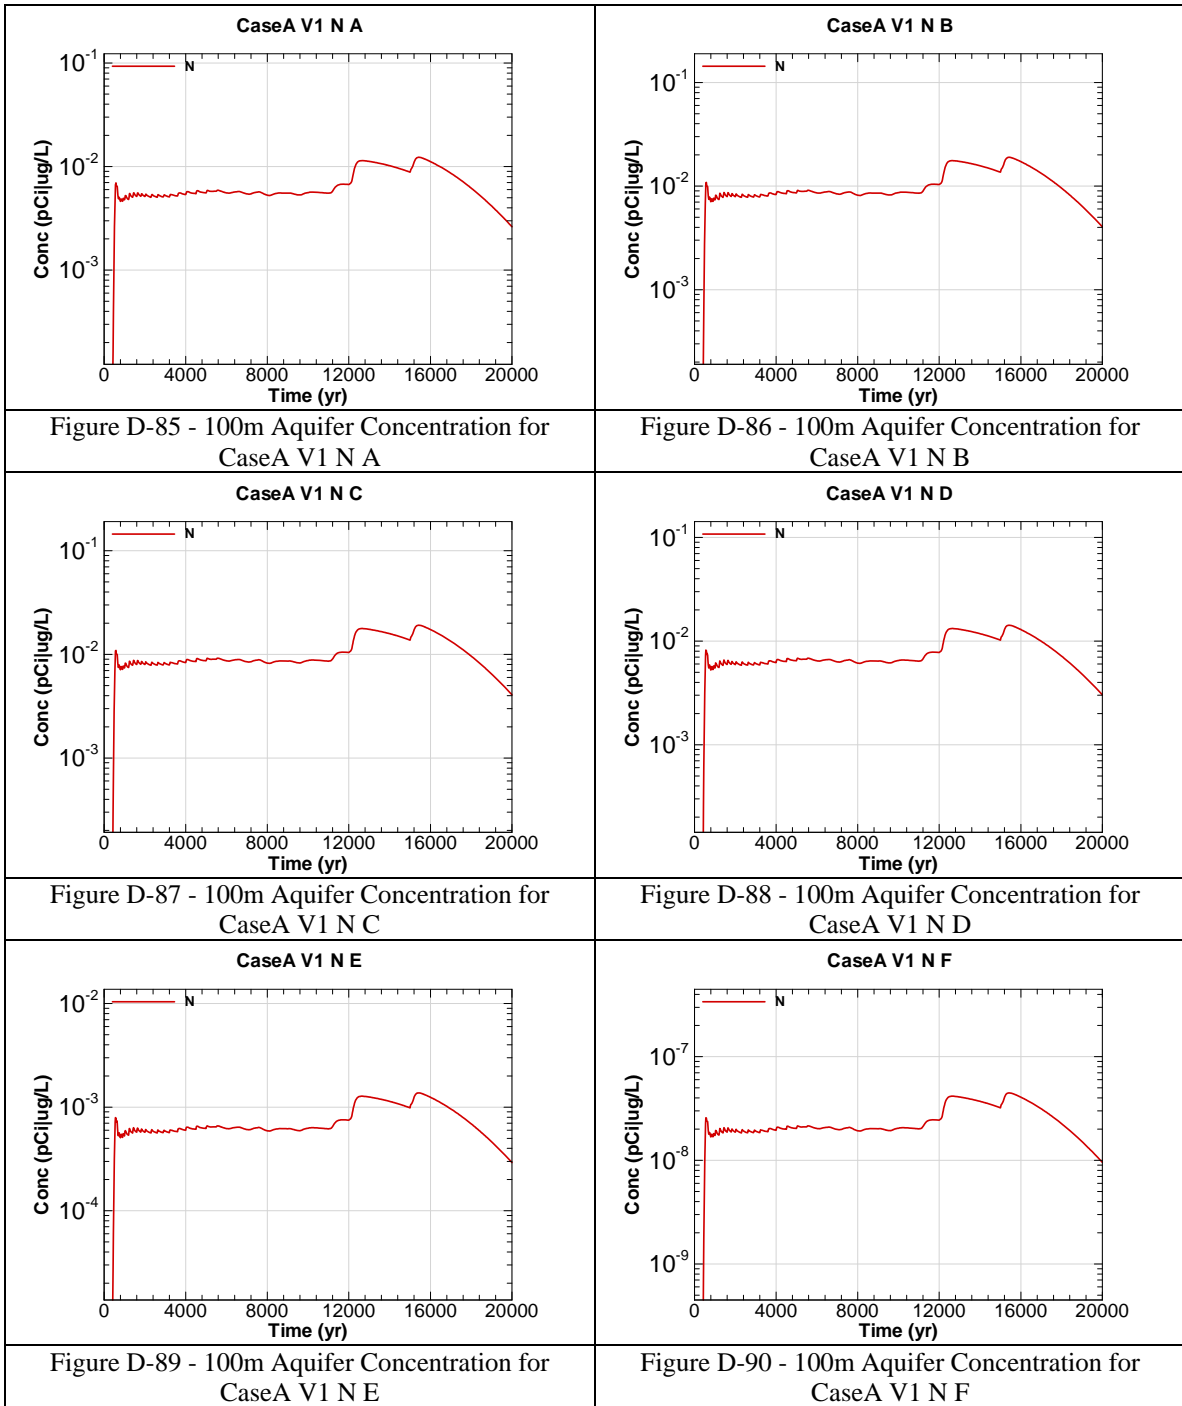 CaseA V1 N A
N
10-1
10-2
10-3
Conc (pCi|ug/L)
0 4000 8000 12000 16000 20000
Time (yr)
Figure D-85 - 100m Aquifer Concentration for
CaseA V1 N A
CaseA V1 N B
N
10-1
10-2
10-3
Conc (pCi|ug/L)
0 4000 8000 12000 16000 20000
Time (yr)
Figure D-86 - 100m Aquifer Concentration for
CaseA V1 N B
CaseA V1 N C
N
10-1
10-2
10-3
Conc (pCi|ug/L)
0 4000 8000 12000 16000 20000
Time (yr)
Figure D-87 - 100m Aquifer Concentration for
CaseA V1 N C
CaseA V1 N D
N
10-1
10-2
10-3
Conc (pCi|ug/L)
0 4000 8000 12000 16000 20000
Time (yr)
Figure D-88 - 100m Aquifer Concentration for
CaseA V1 N D
CaseA V1 N E
N
10-2
10-3
10-4
Conc (pCi|ug/L)
0 4000 8000 12000 16000 20000
Time (yr)
Figure D-89 - 100m Aquifer Concentration for
CaseA V1 N E
CaseA V1 N F
N
10-7
10-8
10-9
Conc (pCi|ug/L)
0 4000 8000 12000 16000 20000
Time (yr)
Figure D-90 - 100m Aquifer Concentration for
CaseA V1 N F